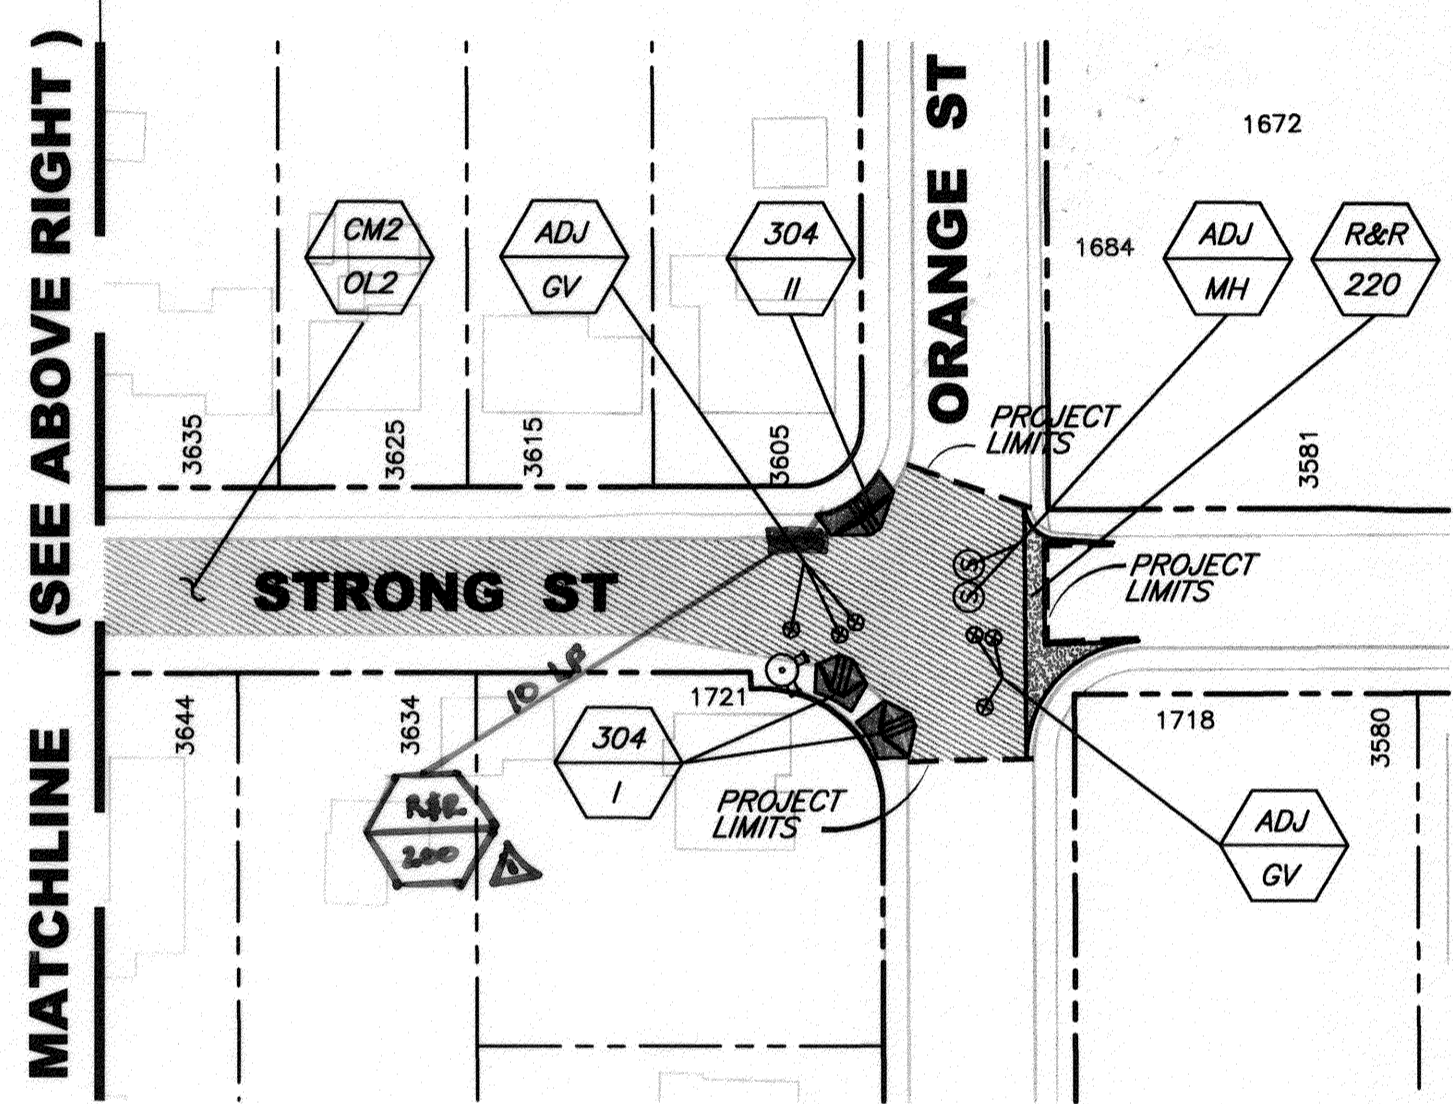 MATCHLINE (SEE ABOVE RIGHT )
ORANGE ST
1672
1684
CM2
OL2
ADJ
GV
304
II
ADJ
MH
R&R
220
PROJECT
LIMITS
3635
3625
3615
3605
3581
STRONG ST
PROJECT
LIMITS
S
S
10 LF
3644
3634
1721
1718
3580
304
I
PROJECT
LIMITS
R&R
200
ADJ
GV